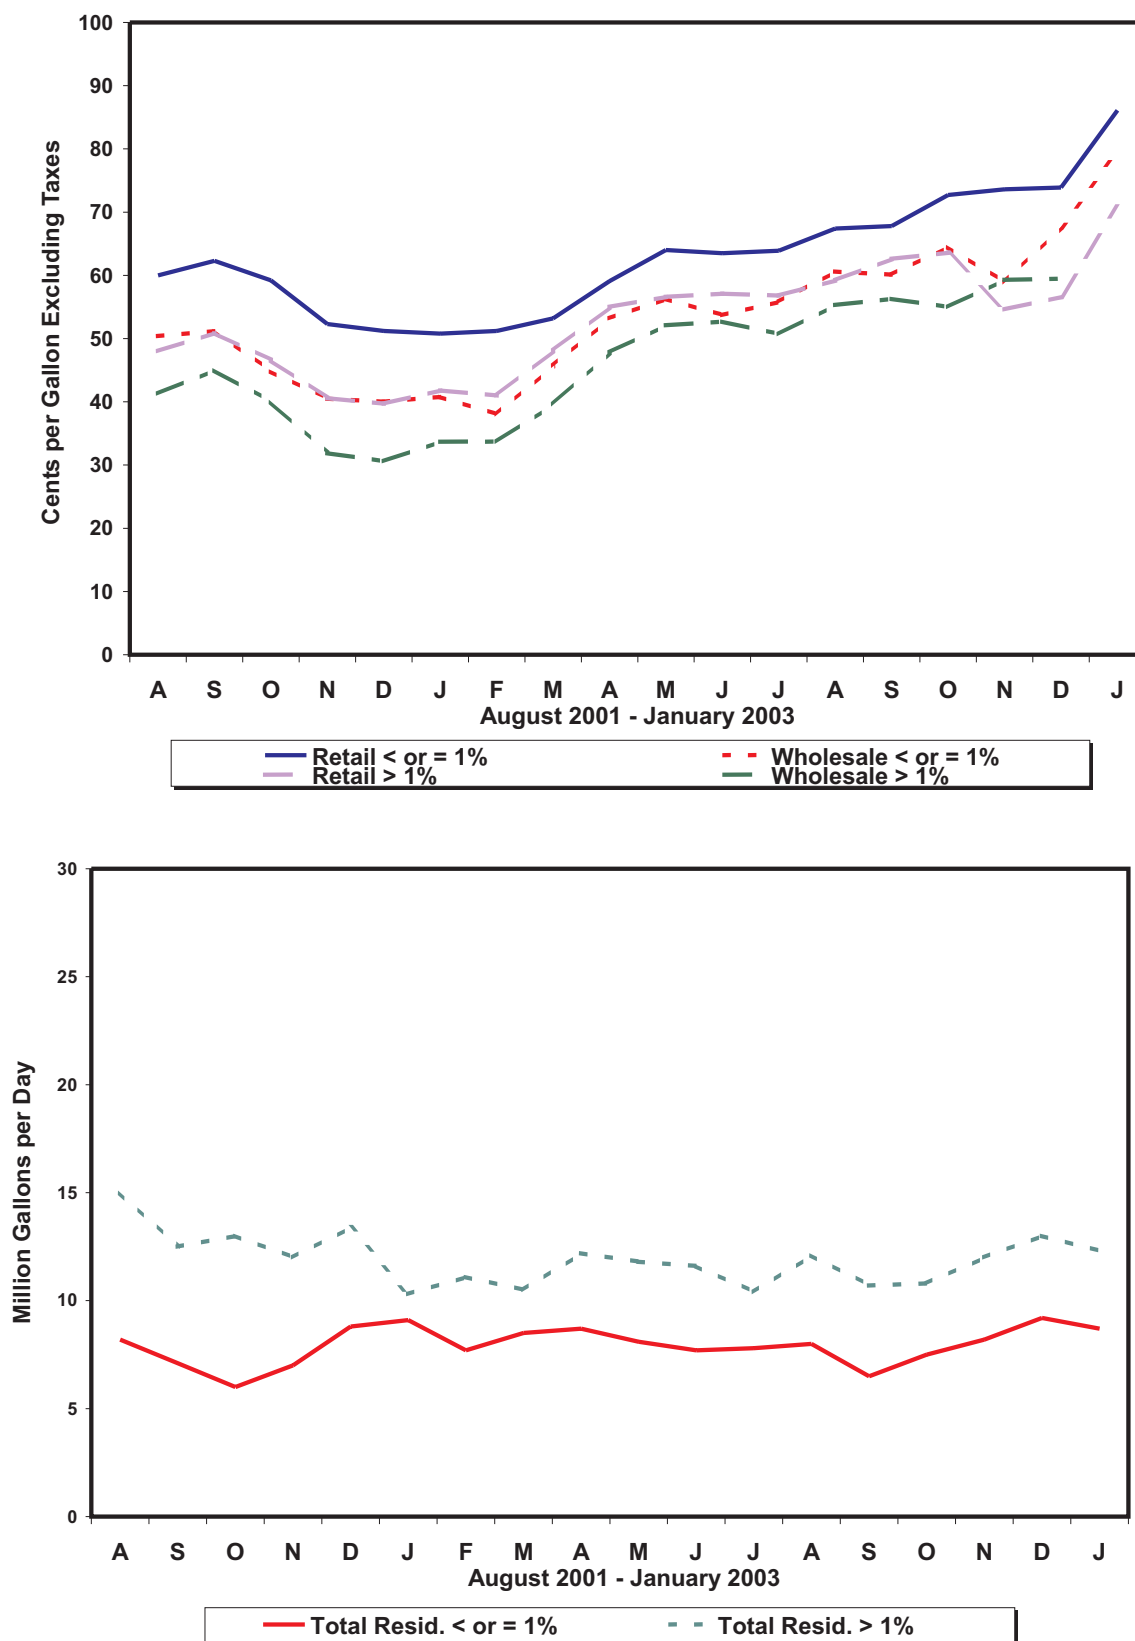 100
90
80
70
60
50
40
30
20
10
0
Cents per Gallon Excluding Taxes
A S O N D J F M A M J J A S O N D J
August 2001 - January 2003
Retail < or = 1% Wholesale < or = 1%
Retail > 1% Wholesale > 1%
30
25
20
15
10
5
0
Million Gallons per Day
A S O N D J F M A M J J A S O N D J
August 2001 - January 2003
Total Resid. < or = 1% Total Resid. > 1%